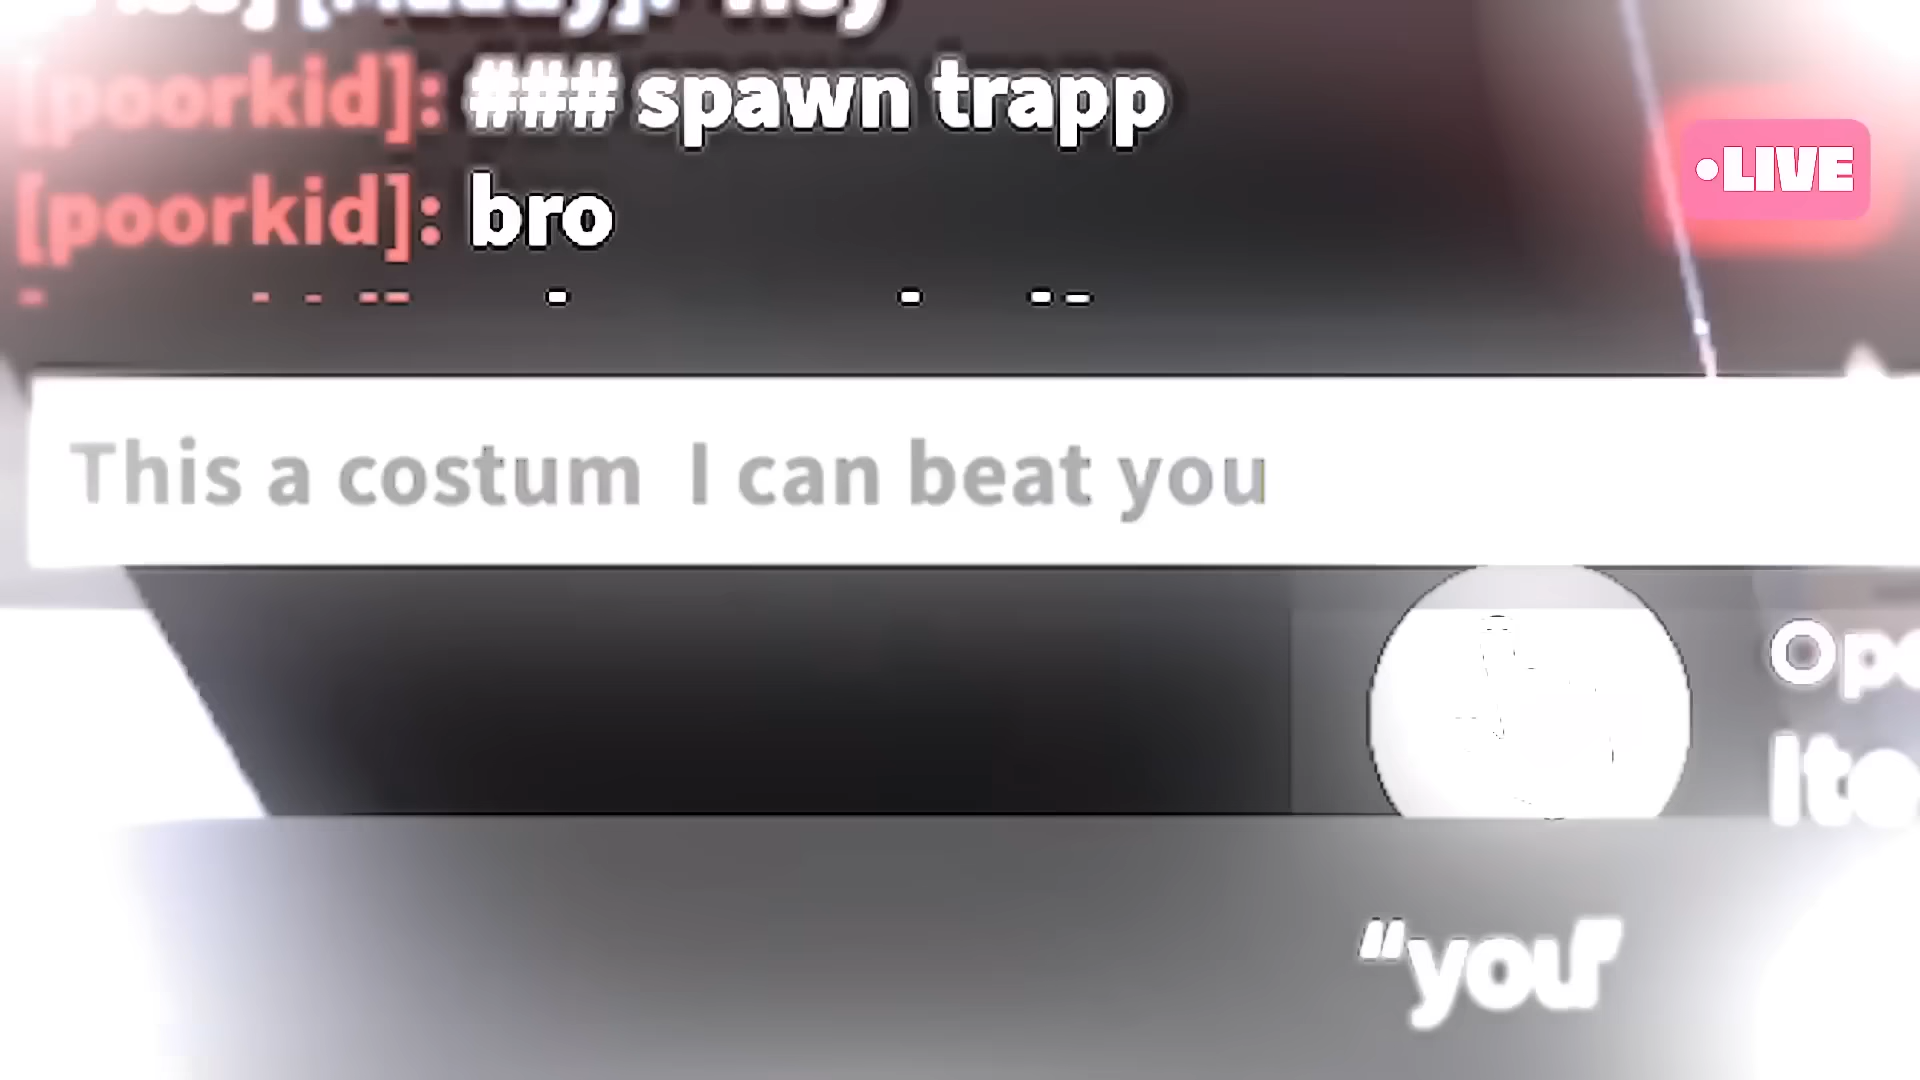 [poorkid]: ### spawn trapp
[poorkid]: bro
LIVE
This a costum  I can beat you
“you”